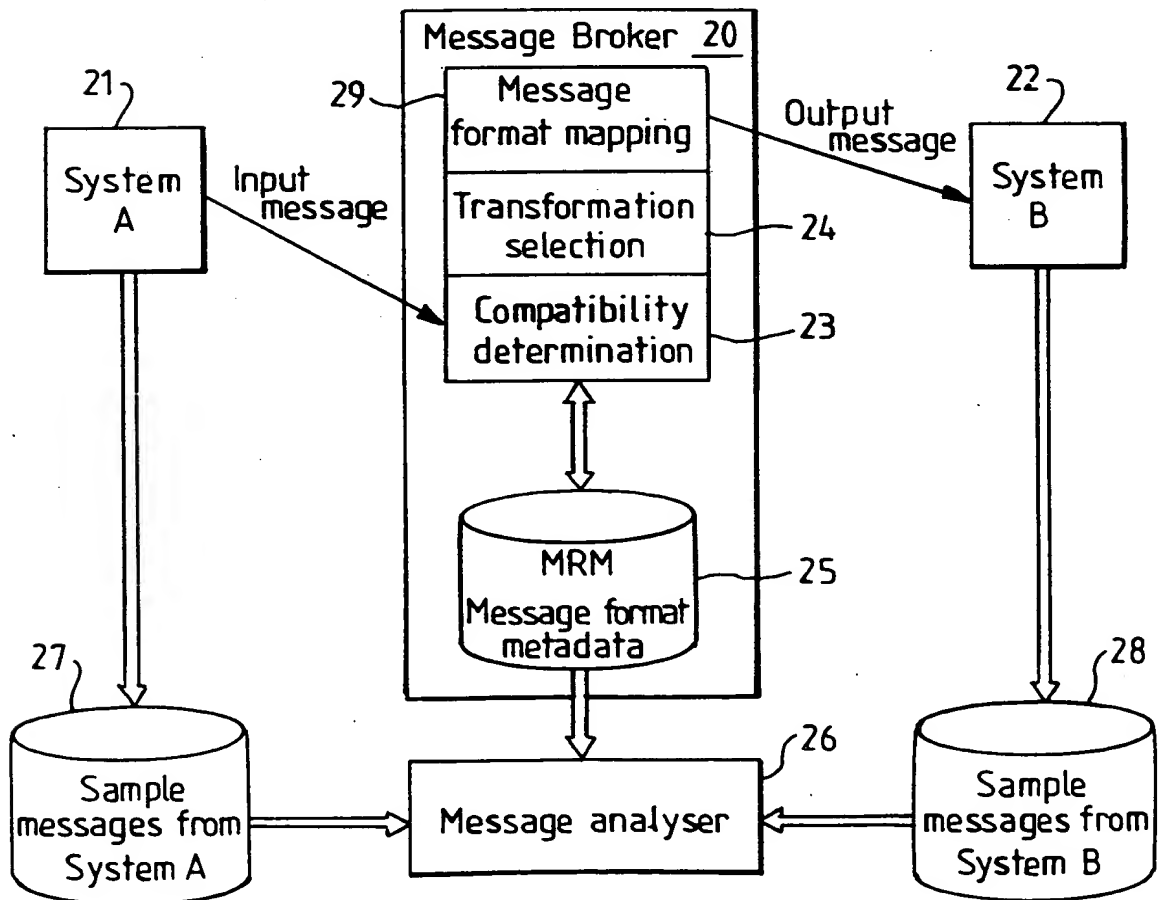 Message Broker 20
21
29
Message
format mapping
22
System
A
Input
message
Output
message
System
B
Transformation
selection
24
Compatibility
determination
23
MRM
Message format
metadata
25
27
Sample
messages from
System A
26
Message analyser
28
Sample
messages from
System B